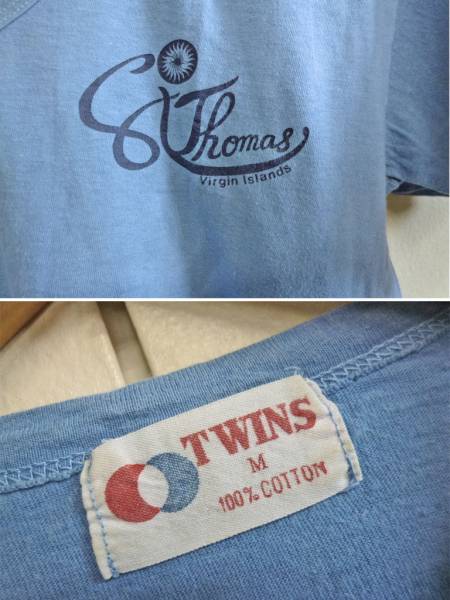 St Thomas
Virgin Islands
TWINS
M
100% COTTON